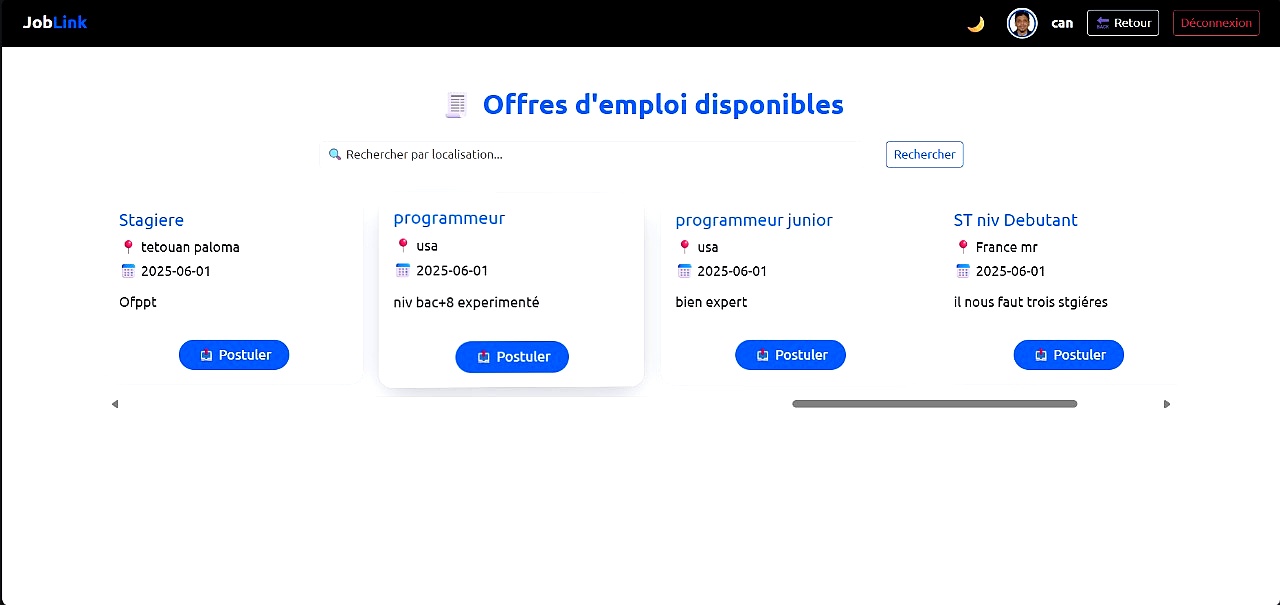 JobLink
can
BACK Retour
Déconnexion
Offres d'emploi disponibles
Rechercher par localisation...
Rechercher
Stagiere
tetouan paloma
2025-06-01
Ofppt
Postuler
programmeur
usa
2025-06-01
niv bac+8 experimenté
Postuler
programmeur junior
usa
2025-06-01
bien expert
Postuler
ST niv Debutant
France mr
2025-06-01
il nous faut trois stgiéres
Postuler